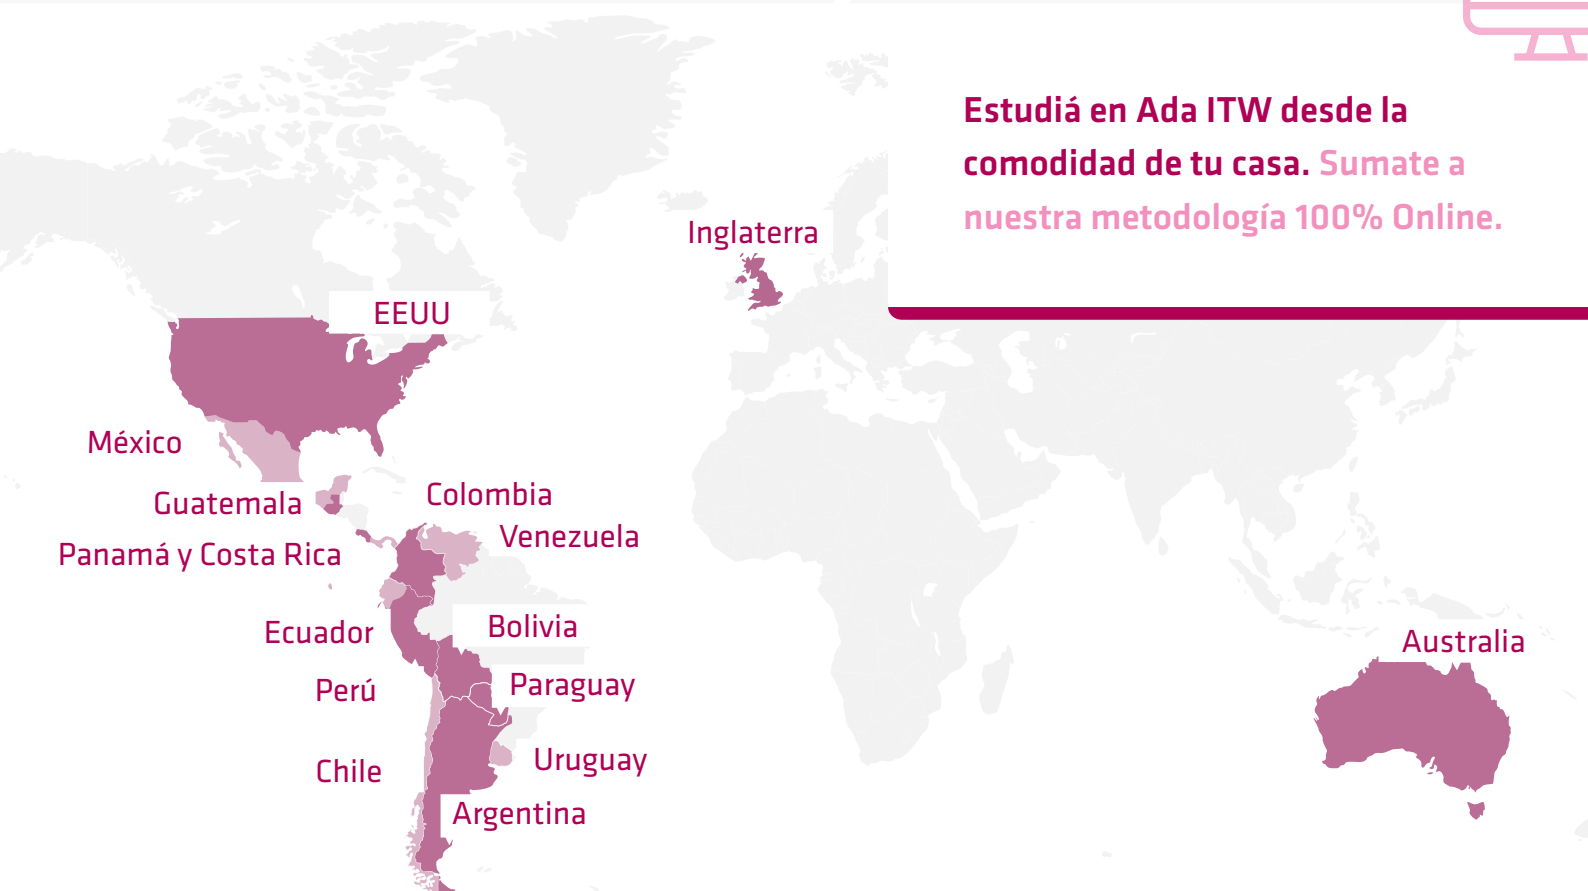 Estudiá en Ada ITW desde la
comodidad de tu casa. Sumate a
nuestra metodología 100% Online.
Inglaterra
EEUU
México
Guatemala
Colombia
Venezuela
Panamá y Costa Rica
Ecuador
Bolivia
Australia
Perú
Paraguay
Chile
Uruguay
Argentina